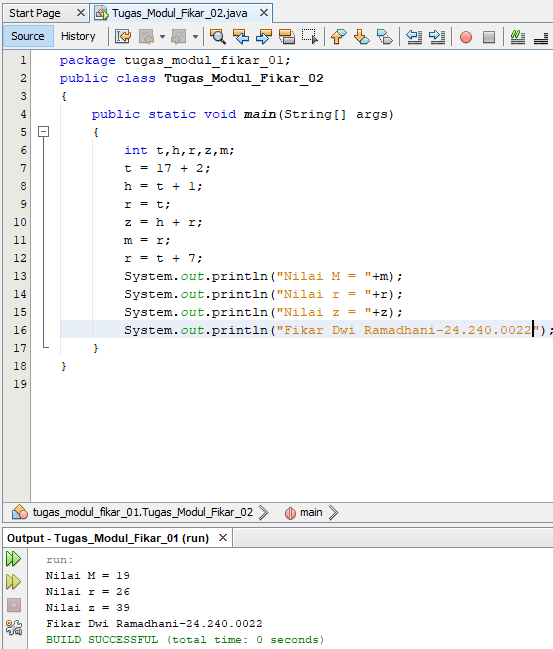 Start Page Tugas_Modul_Fikar_02.java
Source History
1 package tugas_modul_fikar_01;
2 public class Tugas_Modul_Fikar_02
3 {
4 public static void main(String[] args)
5 {
6 int t,h,r,z,m;
7 t = 17 + 2;
8 h = t + 1;
9 r = t;
10 z = h + r;
11 m = r;
12 r = t + 7;
13 System.out.println("Nilai M = "+m);
14 System.out.println("Nilai r = "+r);
15 System.out.println("Nilai z = "+z);
16 System.out.println("Fikar Dwi Ramadhani-24.240.0022");
17 }
18 }
19
tugas_modul_fikar_01.Tugas_Modul_Fikar_02 main
Output - Tugas_Modul_Fikar_01 (run)
run:
Nilai M = 19
Nilai r = 26
Nilai z = 39
Fikar Dwi Ramadhani-24.240.0022
BUILD SUCCESSFUL (total time: 0 seconds)